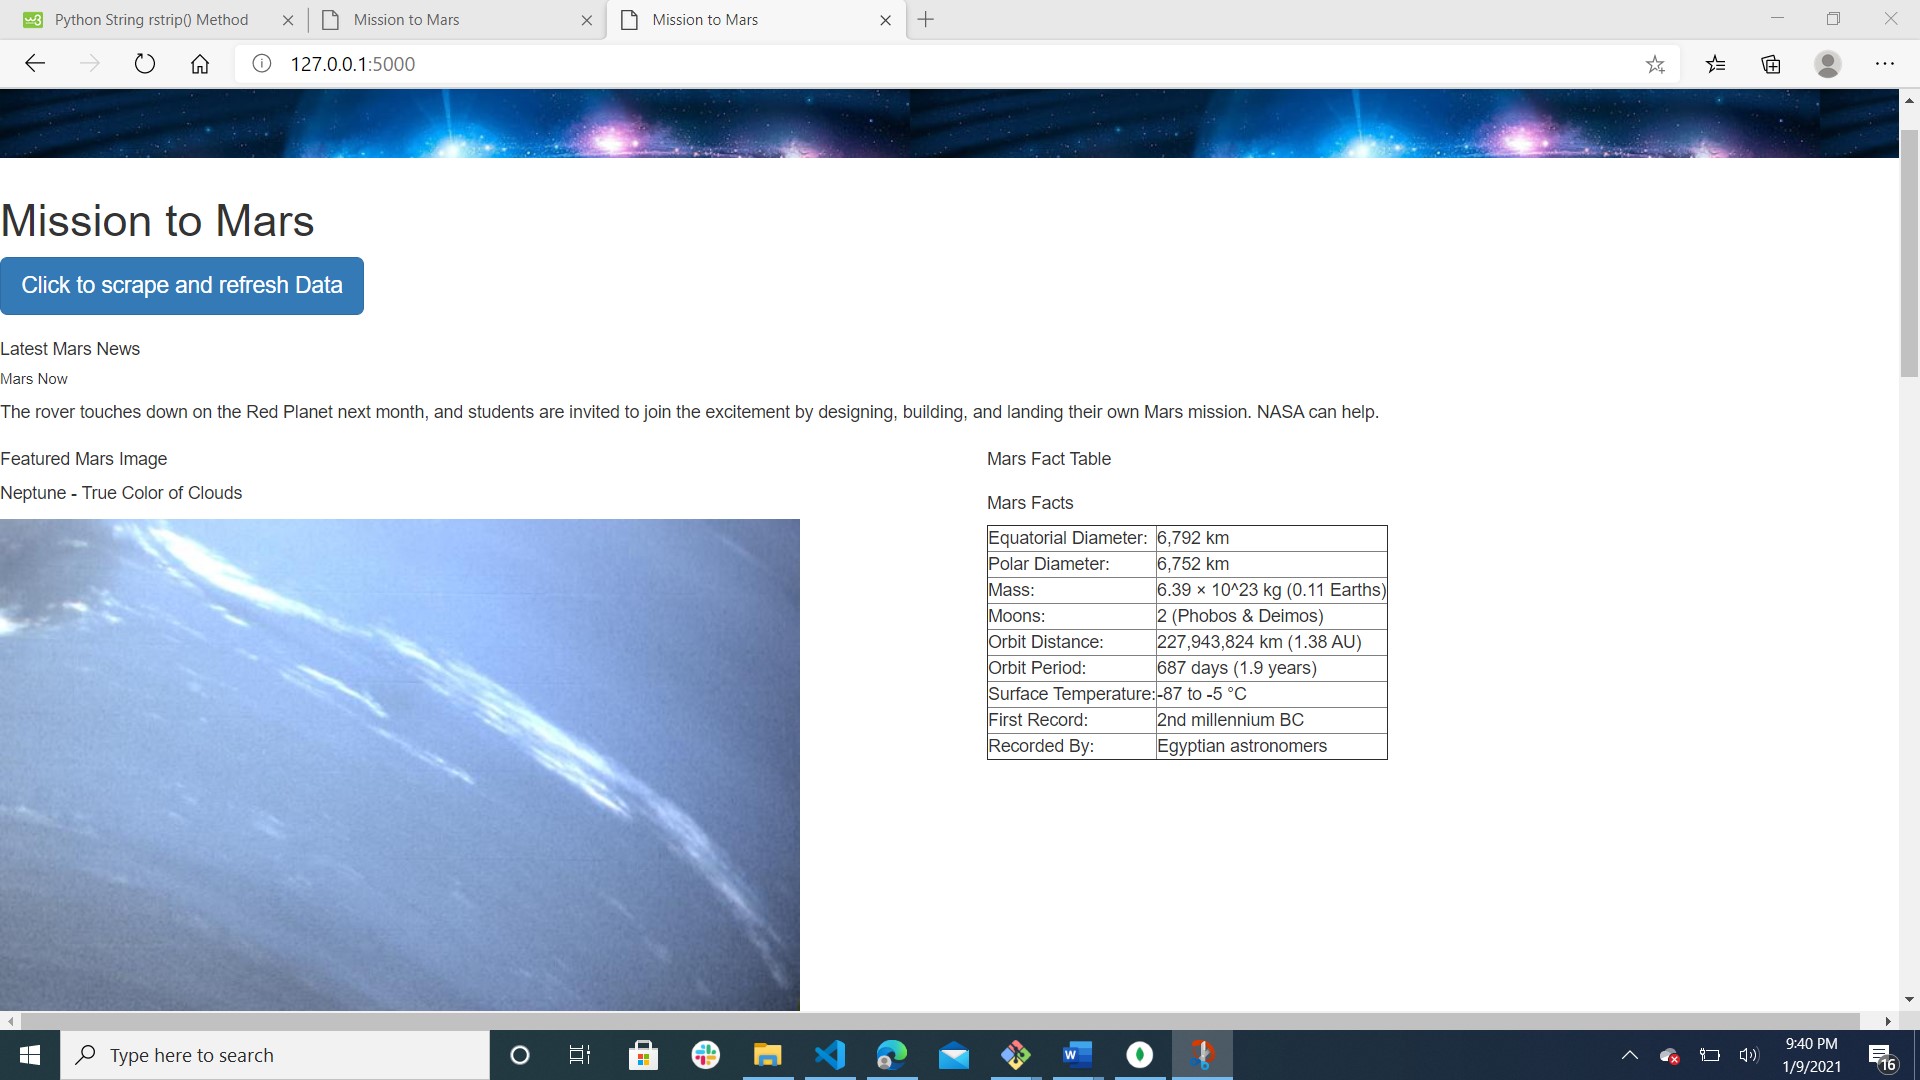 Python String rstrip() Method
Mission to Mars
Mission to Mars
127.0.0.1:5000
Mission to Mars
Click to scrape and refresh Data
Latest Mars News
Mars Now
The rover touches down on the Red Planet next month, and students are invited to join the excitement by designing, building, and landing their own Mars mission. NASA can help.
Featured Mars Image
Neptune - True Color of Clouds
Mars Fact Table
Mars Facts
Equatorial Diameter: 6,792 km
Polar Diameter: 6,752 km
Mass: 6.39 × 10^23 kg (0.11 Earths)
Moons: 2 (Phobos & Deimos)
Orbit Distance: 227,943,824 km (1.38 AU)
Orbit Period: 687 days (1.9 years)
Surface Temperature: -87 to -5 °C
First Record: 2nd millennium BC
Recorded By: Egyptian astronomers
Type here to search
W
9:40 PM
1/9/2021
16